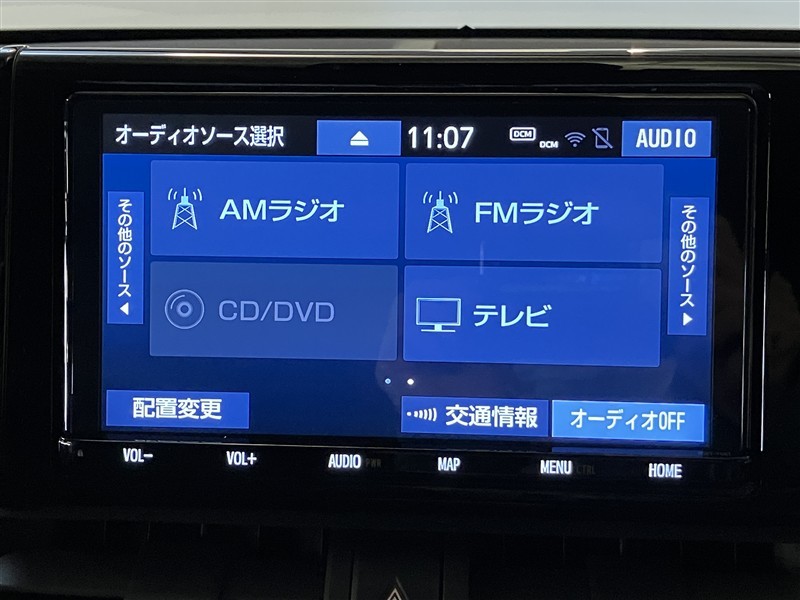 オーディオソース選択
11:07
DCM
DCM
AUDIO
その他のソース
AMラジオ
FMラジオ
その他のソース
CD/DVD
テレビ
配置変更
交通情報
オーディオOFF
VOL-
VOL+
AUDIO
PWR
MAP
MENU
CTRL
HOME